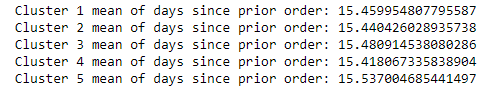 Cluster 1 mean of days since prior order: 15.459954807795587
Cluster 2 mean of days since prior order: 15.440426028935738
Cluster 3 mean of days since prior order: 15.480914538080286
Cluster 4 mean of days since prior order: 15.418067335838904
Cluster 5 mean of days since prior order: 15.537004685441497